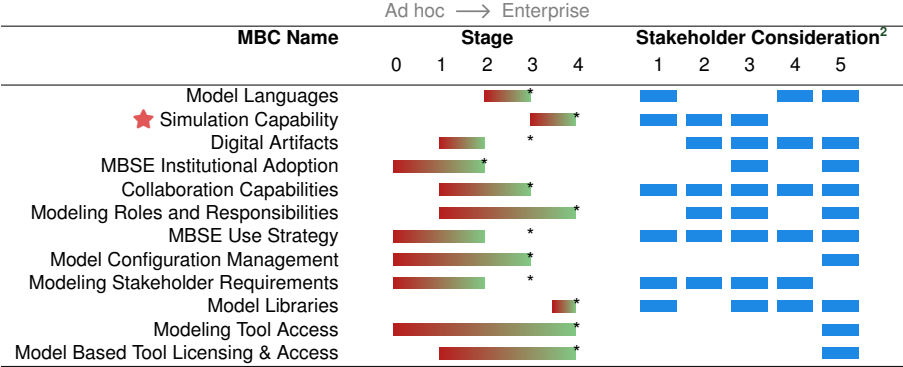 Ad hoc → Enterprise
MBC Name Stage Stakeholder Consideration²
0 1 2 3 4 1 2 3 4 5
Model Languages *
Simulation Capability *
Digital Artifacts *
MBSE Institutional Adoption *
Collaboration Capabilities *
Modeling Roles and Responsibilities *
MBSE Use Strategy *
Model Configuration Management *
Modeling Stakeholder Requirements *
Model Libraries *
Modeling Tool Access *
Model Based Tool Licensing & Access *